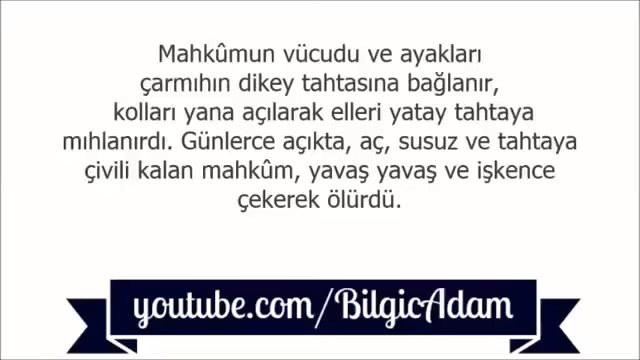 Mahkûmun vücudu ve ayakları
çarmıhın dikey tahtasına bağlanır,
kolları yana açılarak elleri yatay tahtaya
mıhlanırdı. Günlerce açıkta, aç, susuz ve tahtaya
çivili kalan mahkûm, yavaş yavaş ve işkence
çekerek ölürdü.
youtube.com/BilgicAdam